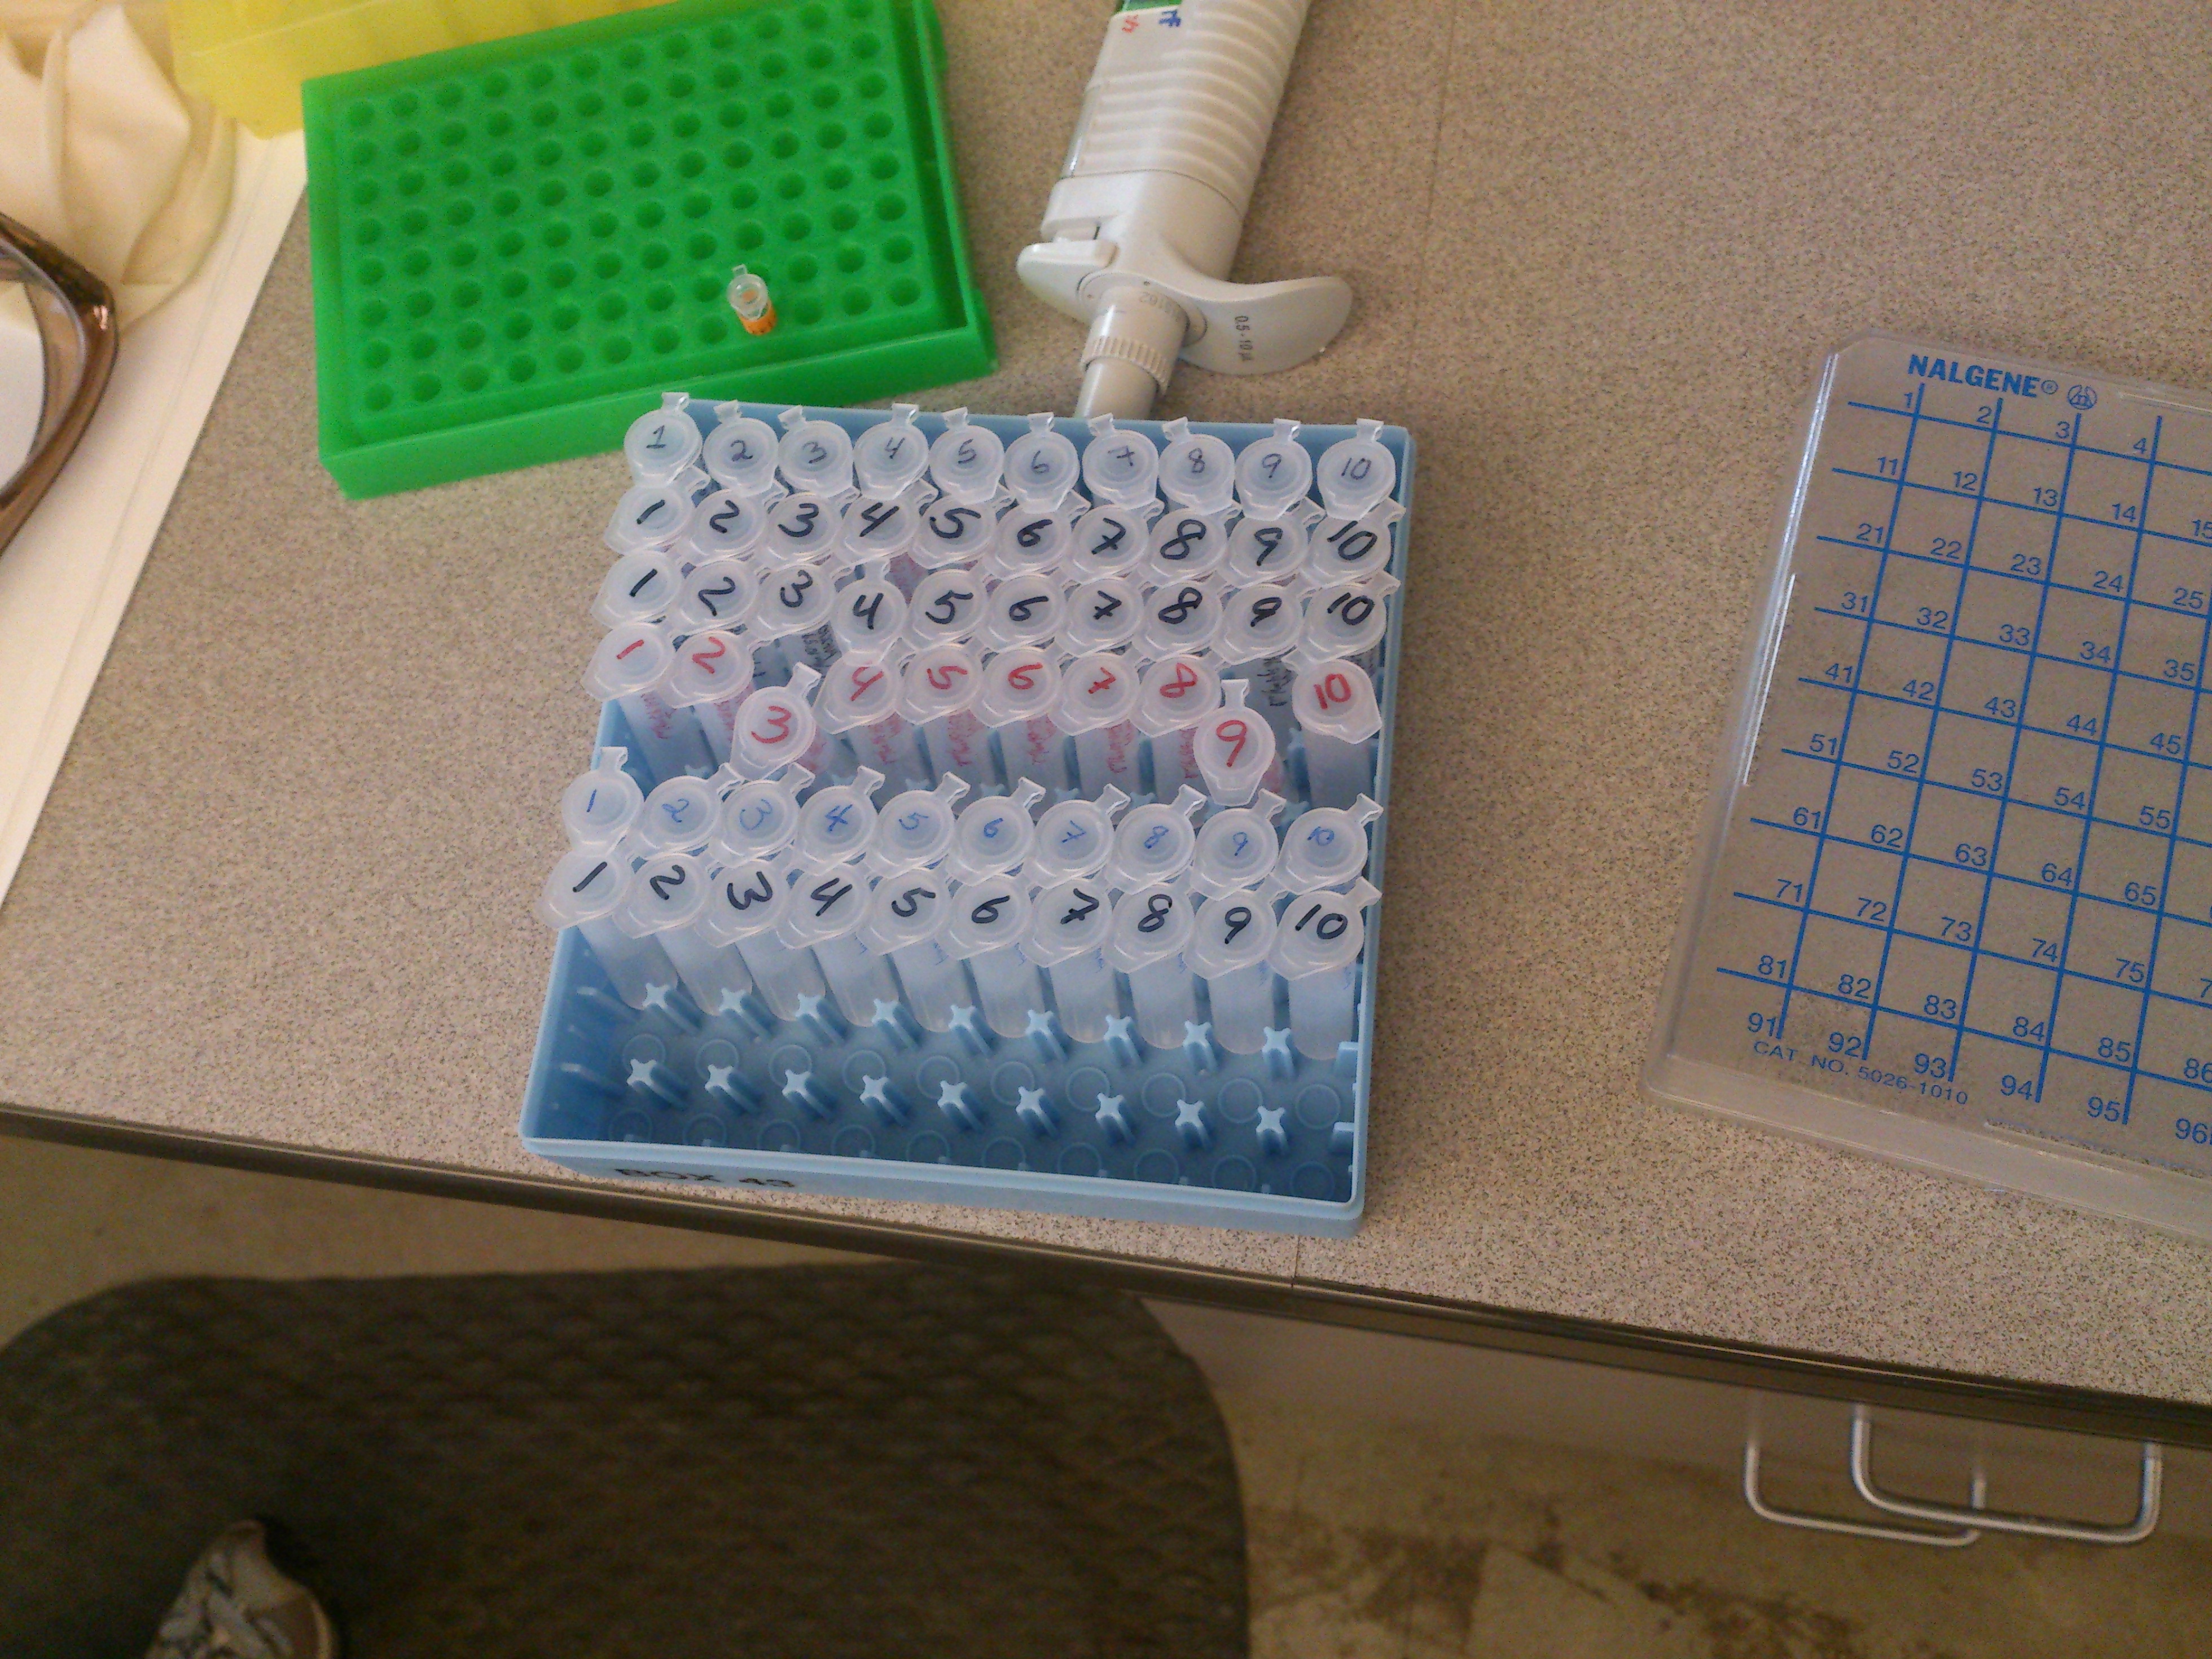 rF
0.5-10 µl
1 2 3 4 5 6 7 8 9 10
1 2 3 4 5 6 7 8 9 10
1 2 3 4 5 6 7 8 9 10
1 2 3 4 5 6 7 8 9 10
1 2 3 4 5 6 7 8 9 10
1 2 3 4 5 6 7 8 9 10
BOX 43
NALGENE®
1 2 3 4
11 12 13 14 15
21 22 23 24 25
31 32 33 34 35
41 42 43 44 45
51 52 53 54 55
61 62 63 64 65
71 72 73 74 75 7
81 82 83 84 85 86
91 92 93 94 95 96
CAT NO. 5026-1010